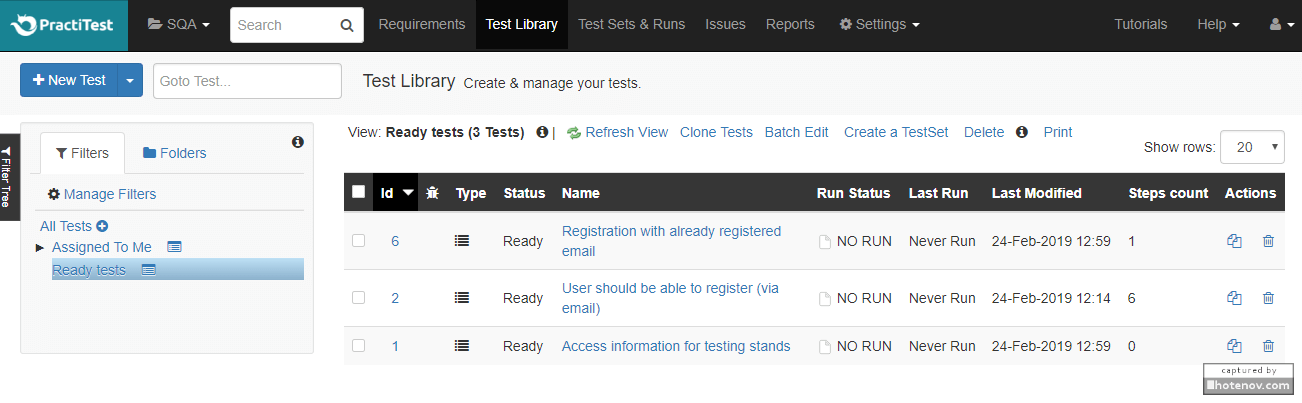 PractiTest SQA Search Requirements Test Library Test Sets & Runs Issues Reports Settings Tutorials Help
New Test Goto Test... Test Library Create & manage your tests.
Filter Tree
Filters Folders
Manage Filters
All Tests
Assigned To Me
Ready tests
View: Ready tests (3 Tests) | Refresh View Clone Tests Batch Edit Create a TestSet Delete Print
Show rows: 20
Id Type Status Name Run Status Last Run Last Modified Steps count Actions
6 Ready Registration with already registered NO RUN Never Run 24-Feb-2019 12:59 1
email
2 Ready User should be able to register (via NO RUN Never Run 24-Feb-2019 12:14 6
email)
1 Ready Access information for testing stands NO RUN Never Run 24-Feb-2019 12:59 0
captured by
hotenov.com